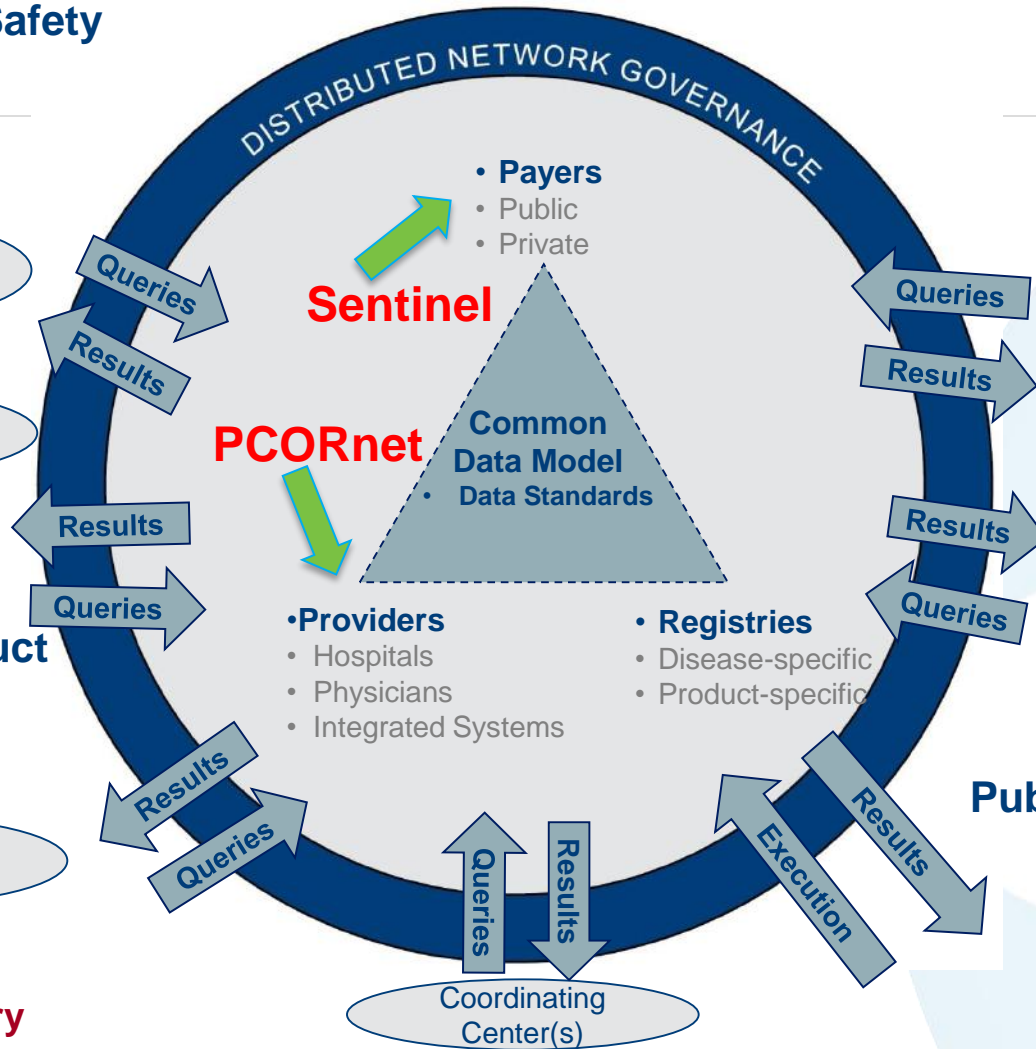 Safety
DISTRIBUTED NETWORK GOVERNANCE
• Payers
• Public
• Private
Sentinel
Queries
Results
Queries
Results
PCORnet
Common
Data Model
• Data Standards
Results
Queries
Results
Queries
•Providers
• Hospitals
• Physicians
• Integrated Systems
• Registries
• Disease-specific
• Product-specific
uct
Results
Queries
Queries
Results
Execution
Results
Pub
Coordinating
Center(s)
ry